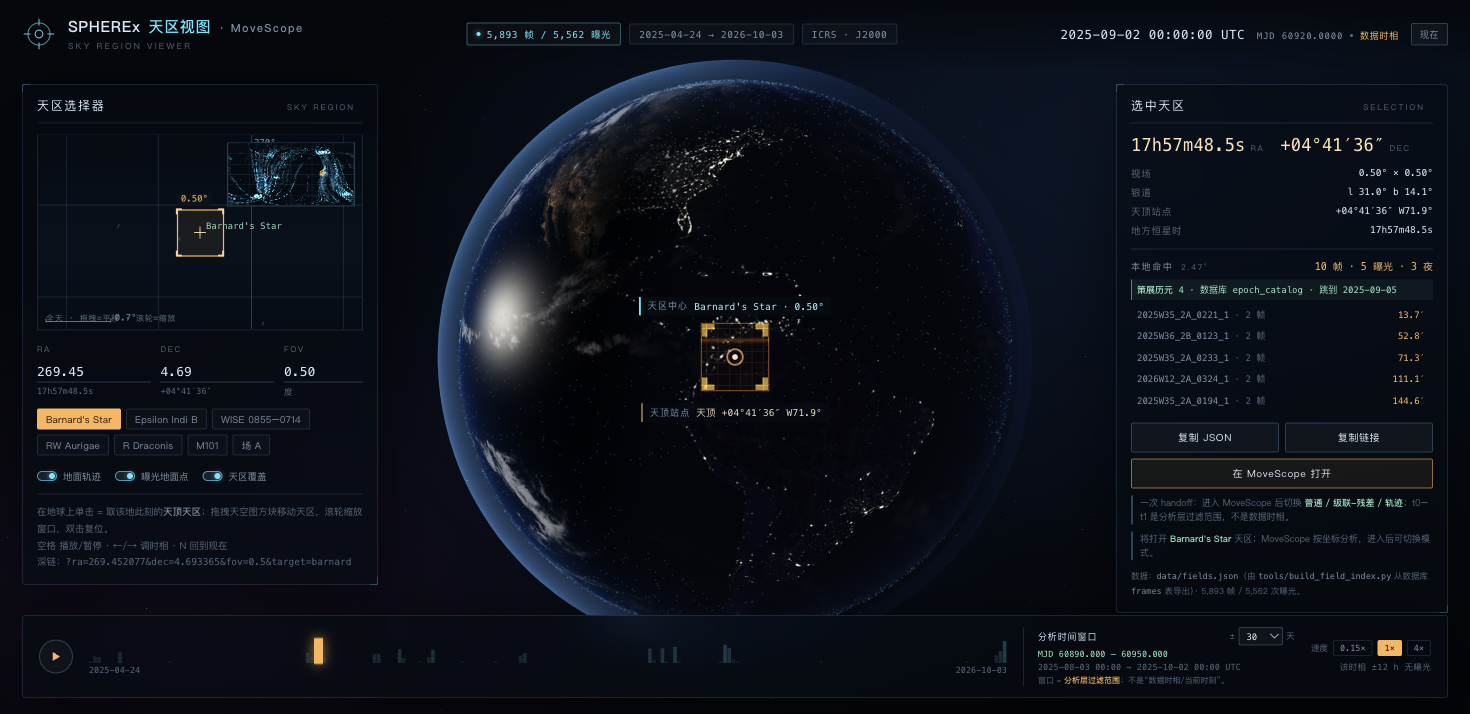 SPHEREx 天区视图 · MoveScope
SKY REGION VIEWER
5,893 帧 / 5,562 曝光
2025-04-24 → 2026-10-03
ICRS · J2000
2025-09-02 00:00:00 UTC MJD 60920.0000 • 数据时相 现在
天区选择器 SKY REGION
270°
0.50°
Barnard's Star
全天 · 拖拽=平移 滚轮=缩放
0.7°
RA DEC FOV
269.45 4.69 0.50
17h57m48.5s +04°41′36″ 度
Barnard's Star Epsilon Indi B WISE 0855−0714
RW Aurigae R Draconis M101 场 A
地面轨迹 曝光地面点 天区覆盖
在地球上单击 = 取该地此刻的天顶天区；拖拽天空图方块移动天区，滚轮缩放
窗口，双击复位。
空格 播放/暂停 · ←/→ 调时相 · N 回到现在
深链: ?ra=269.452077&dec=4.693365&fov=0.5&target=barnard
天区中心 Barnard's Star · 0.50°
天顶站点 天顶 +04°41′36″ W71.9°
选中天区 SELECTION
17h57m48.5s RA +04°41′36″ DEC
视场 0.50° × 0.50°
银道 l 31.0° b 14.1°
天顶站点 +04°41′36″ W71.9°
地方恒星时 17h57m48.5s
本地命中 2.47° 10 帧 · 5 曝光 · 3 夜
策展历元 4 · 数据库 epoch_catalog · 跳到 2025-09-05
2025W35_2A_0221_1 · 2 帧 13.7′
2025W36_2B_0123_1 · 2 帧 52.8′
2025W35_2A_0233_1 · 2 帧 71.3′
2026W12_2A_0324_1 · 2 帧 111.1′
2025W35_2A_0194_1 · 2 帧 144.6′
复制 JSON 复制链接
在 MoveScope 打开
一次 handoff：进入 MoveScope 后切换 普通 / 级联-残差 / 轨迹；t0–
t1 是分析层过滤范围，不是数据时相。
将打开 Barnard's Star 天区；MoveScope 按坐标分析，进入后可切换模
式。
数据：data/fields.json（由 tools/build_field_index.py 从数据库
frames 表导出）· 5,893 帧 / 5,562 次曝光。
2025-04-24
2026-10-03
分析时间窗口 ± 30 天
MJD 60890.000 – 60950.000
2025-08-03 00:00 → 2025-10-02 00:00 UTC
窗口 = 分析层过滤范围；不是“数据时相/当前时刻”。
速度 0.15× 1× 4×
该时相 ±12 h 无曝光